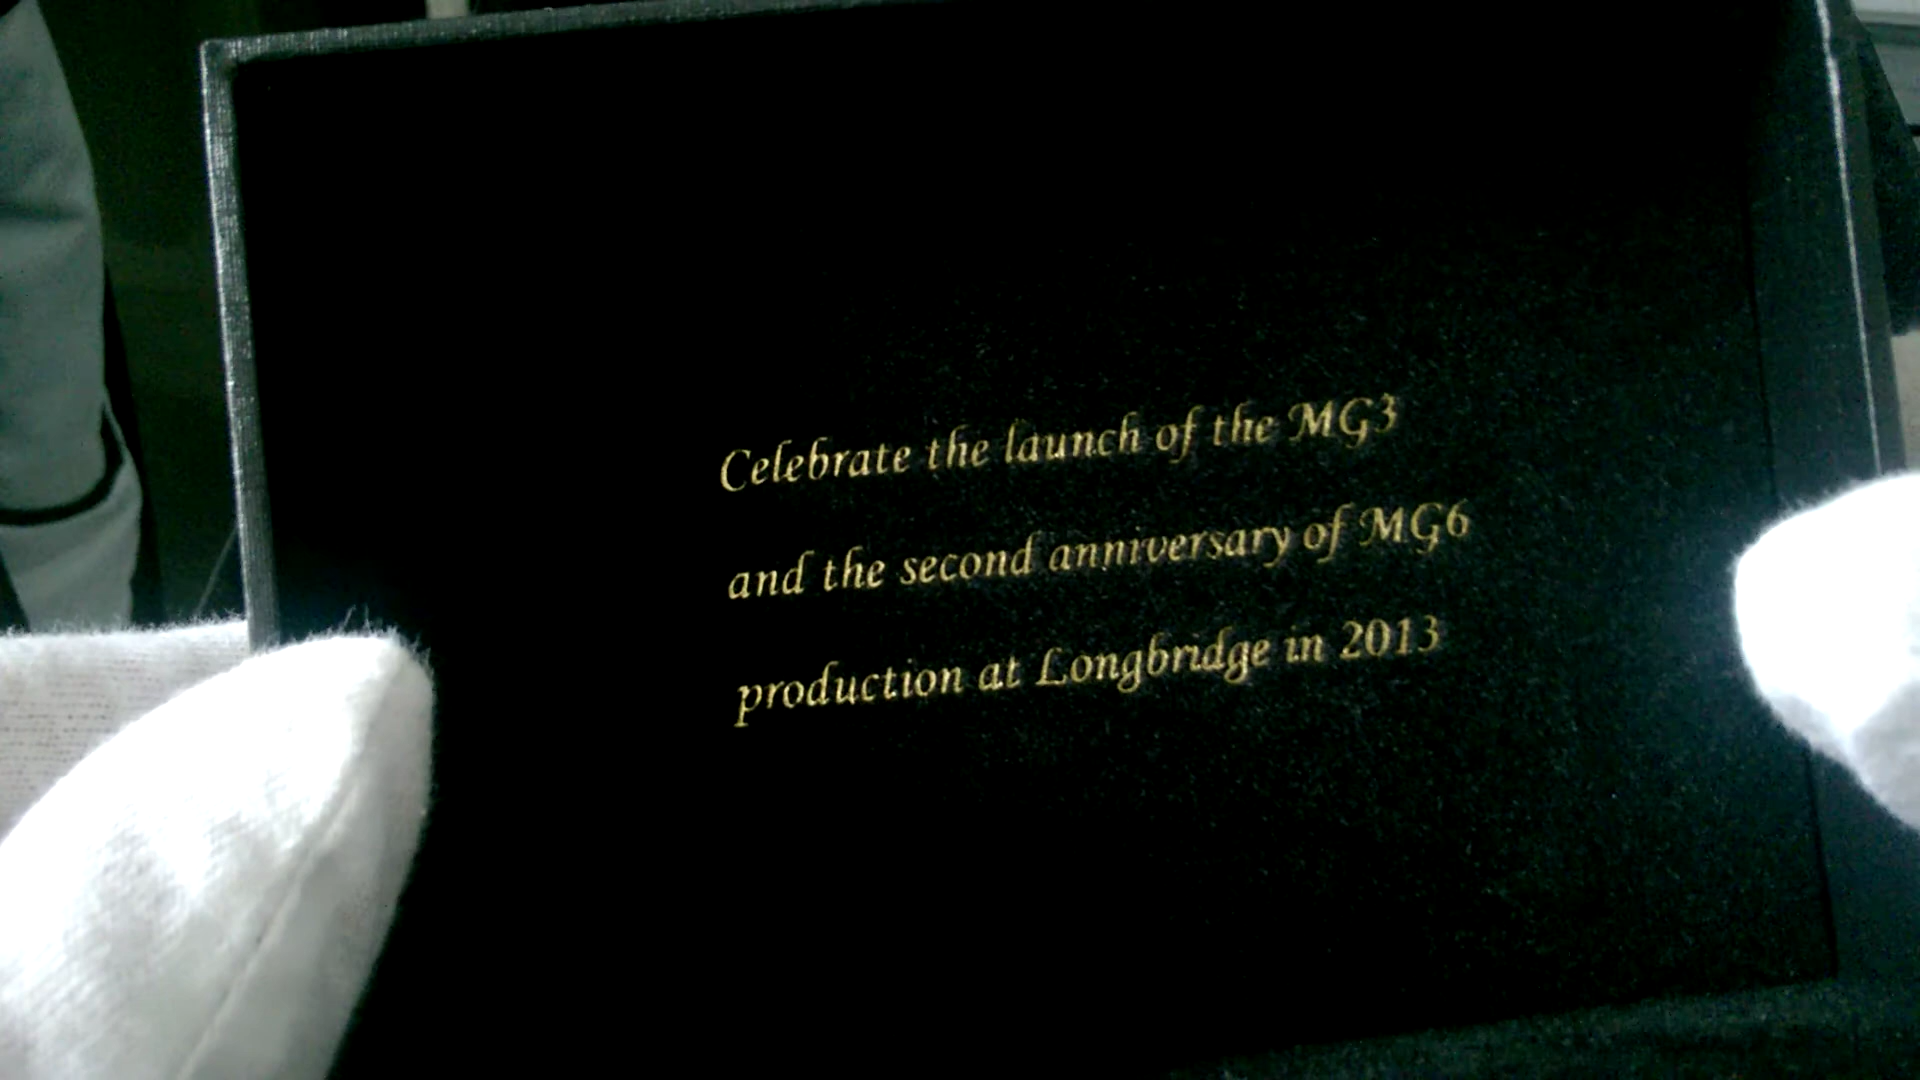 Celebrate the launch of the MG3
and the second anniversary of MG6
production at Longbridge in 2013